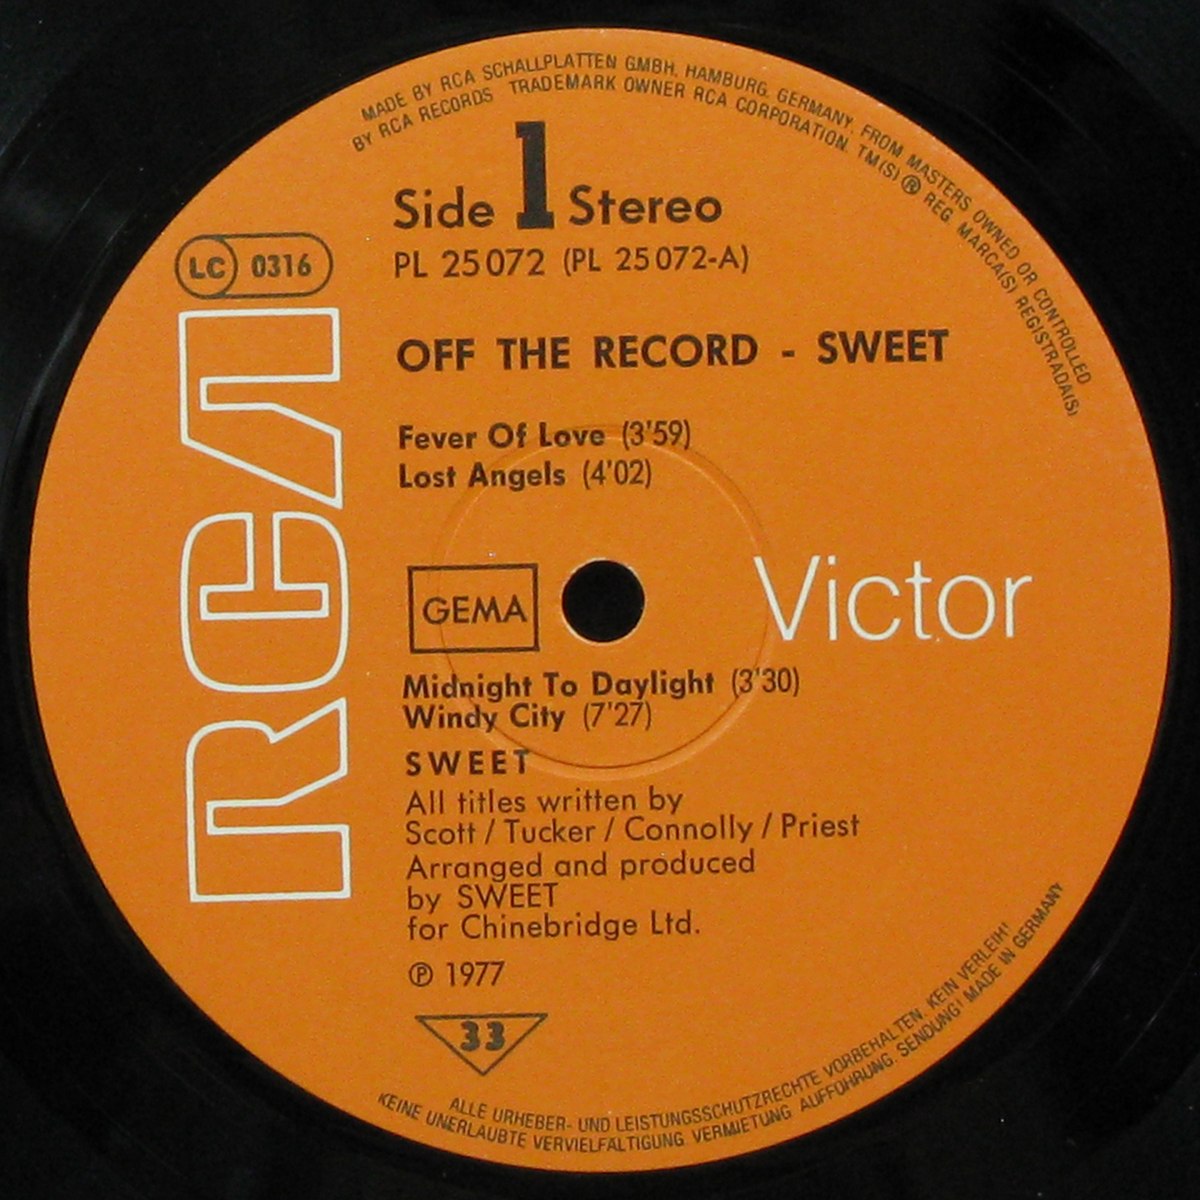 MADE BY RCA SCHALLPLATTEN GMBH, HAMBURG, GERMANY, FROM MASTERS OWNED OR CONTROLLED
BY RCA RECORDS TRADEMARK OWNER RCA CORPORATION. TM(S) ® REG. MARCA(S) REGISTRADA(S)
Side 1 Stereo
PL 25072 (PL 25072-A)
LC 0316
RCA
OFF THE RECORD - SWEET
Fever Of Love (3'59)
Lost Angels (4'02)
GEMA
Victor
Midnight To Daylight (3'30)
Windy City (7'27)
SWEET
All titles written by
Scott / Tucker / Connolly / Priest
Arranged and produced
by SWEET
for Chinebridge Ltd.
℗ 1977
33
ALLE URHEBER- UND LEISTUNGSSCHUTZRECHTE VORBEHALTEN. KEIN VERLEIH!
KEINE UNERLAUBTE VERVIELFÄLTIGUNG, VERMIETUNG, AUFFÜHRUNG, SENDUNG! MADE IN GERMANY